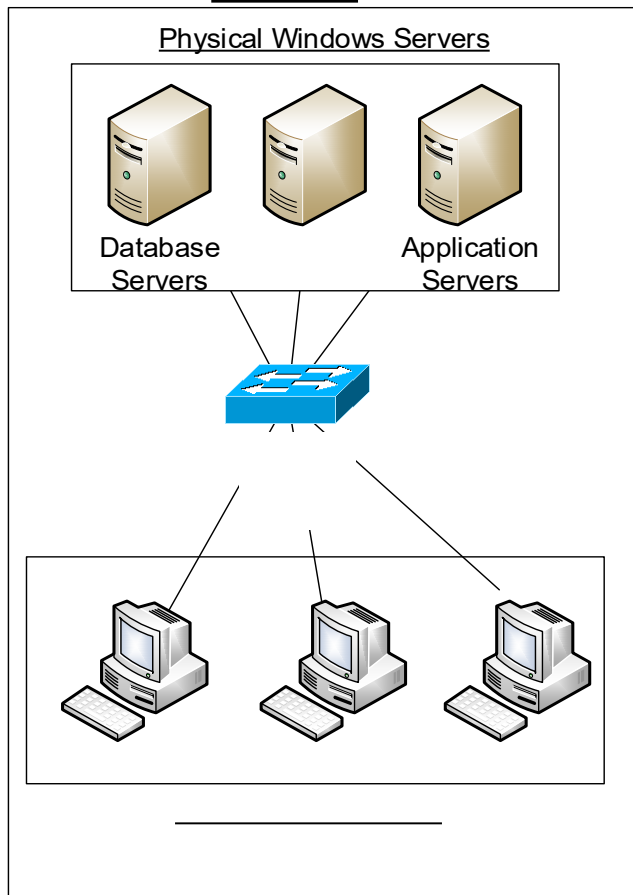 Physical Windows Servers
Database
Servers
Application
Servers